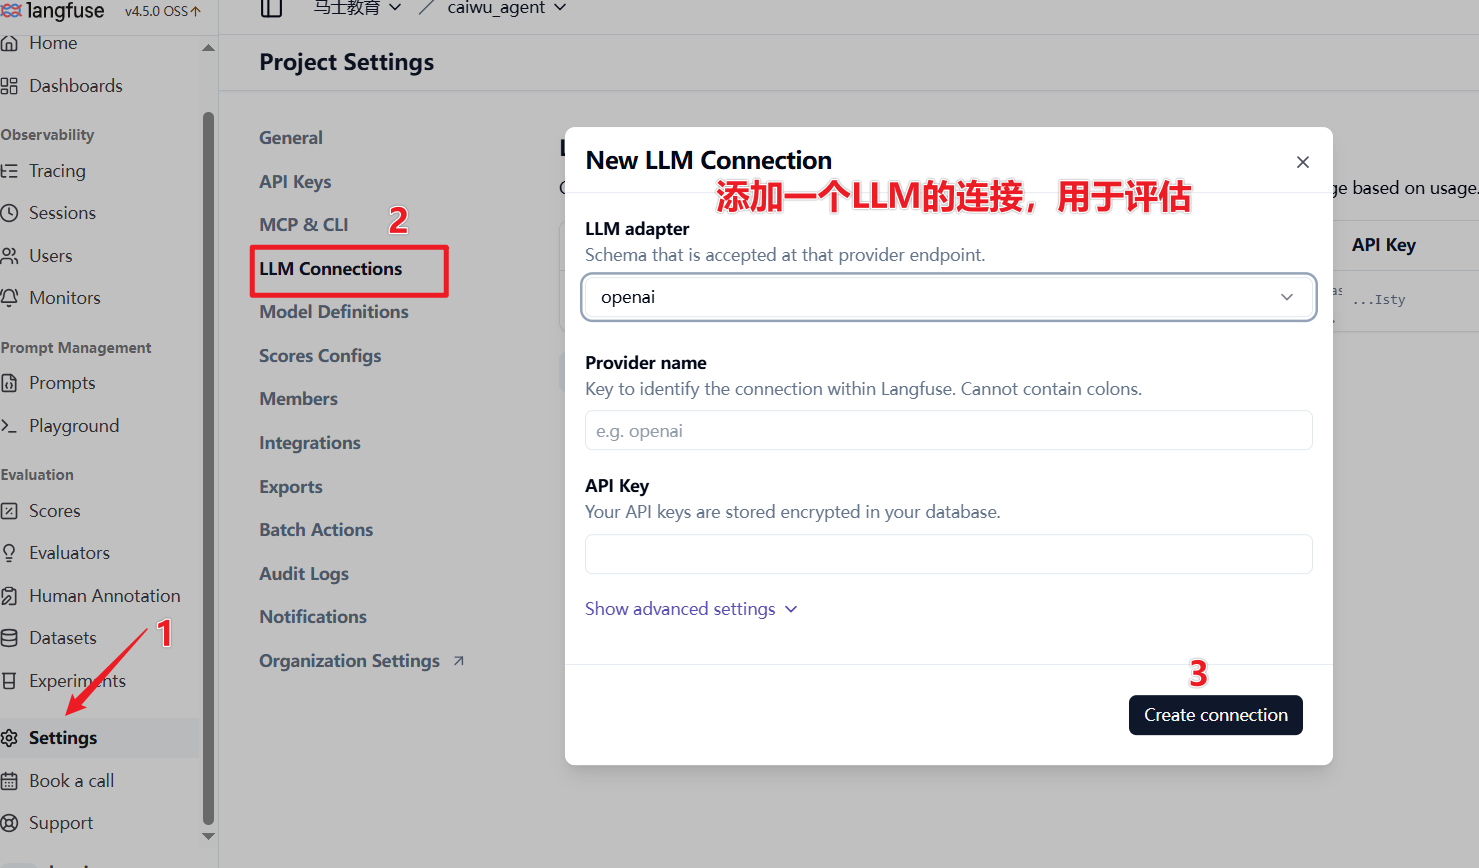 langfuse v4.5.0 OSS↑
马士教育 / caiwu_agent
Home
Dashboards
Observability
Tracing
Sessions
Users
Monitors
Prompt Management
Prompts
Playground
Evaluation
Scores
Evaluators
Human Annotation
Datasets
1
Experiments
Settings
Book a call
Support
Project Settings
General
API Keys
MCP & CLI
2
LLM Connections
Model Definitions
Scores Configs
Members
Integrations
Exports
Batch Actions
Audit Logs
Notifications
Organization Settings
New LLM Connection
添加一个LLM的连接，用于评估
LLM adapter
Schema that is accepted at that provider endpoint.
openai
Provider name
Key to identify the connection within Langfuse. Cannot contain colons.
e.g. openai
API Key
Your API keys are stored encrypted in your database.
Show advanced settings
3
Create connection
ge based on usage.
API Key
...Isty